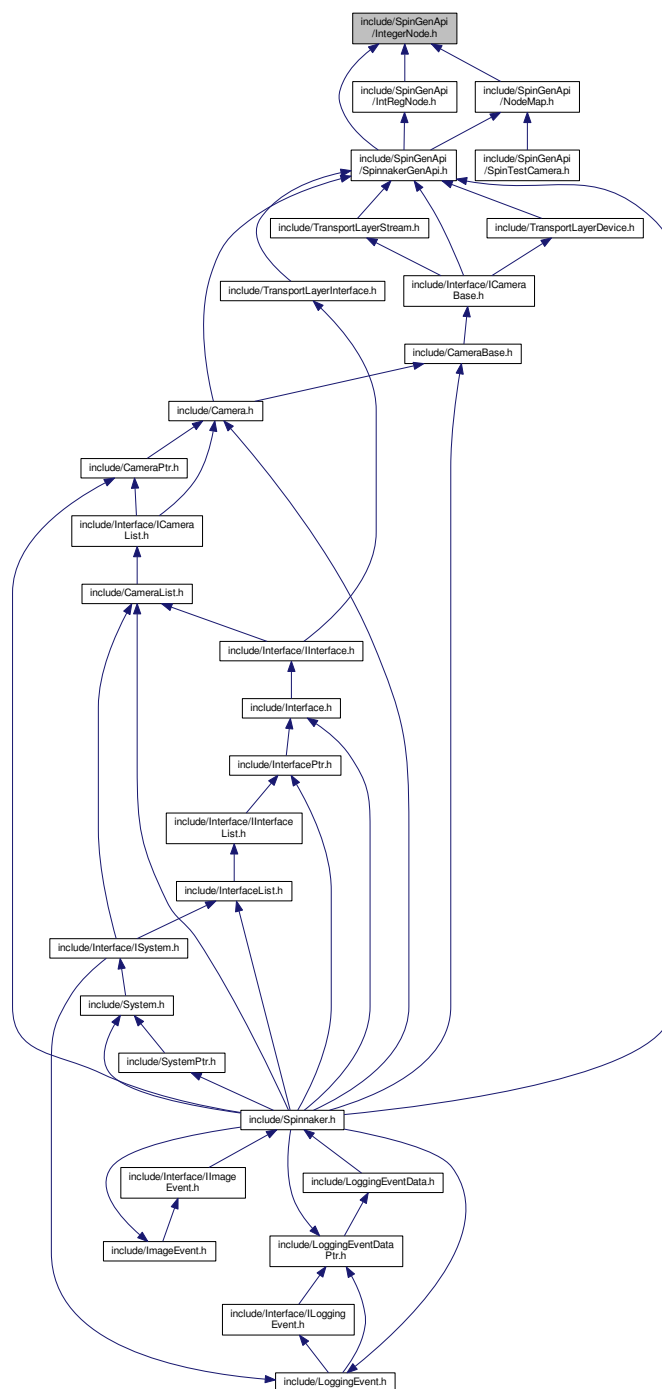 include/SpinGenApi
/IntegerNode.h
include/SpinGenApi
/IntRegNode.h
include/SpinGenApi
/NodeMap.h
include/SpinGenApi
/SpinnakerGenApi.h
include/SpinGenApi
/SpinTestCamera.h
include/TransportLayerStream.h
include/TransportLayerDevice.h
include/TransportLayerInterface.h
include/Interface/ICamera
Base.h
include/CameraBase.h
include/Camera.h
include/CameraPtr.h
include/Interface/ICamera
List.h
include/CameraList.h
include/Interface/IInterface.h
include/Interface.h
include/InterfacePtr.h
include/Interface/IInterface
List.h
include/InterfaceList.h
include/Interface/ISystem.h
include/System.h
include/SystemPtr.h
include/Spinnaker.h
include/Interface/IImage
Event.h
include/LoggingEventData.h
include/ImageEvent.h
include/LoggingEventData
Ptr.h
include/Interface/ILogging
Event.h
include/LoggingEvent.h